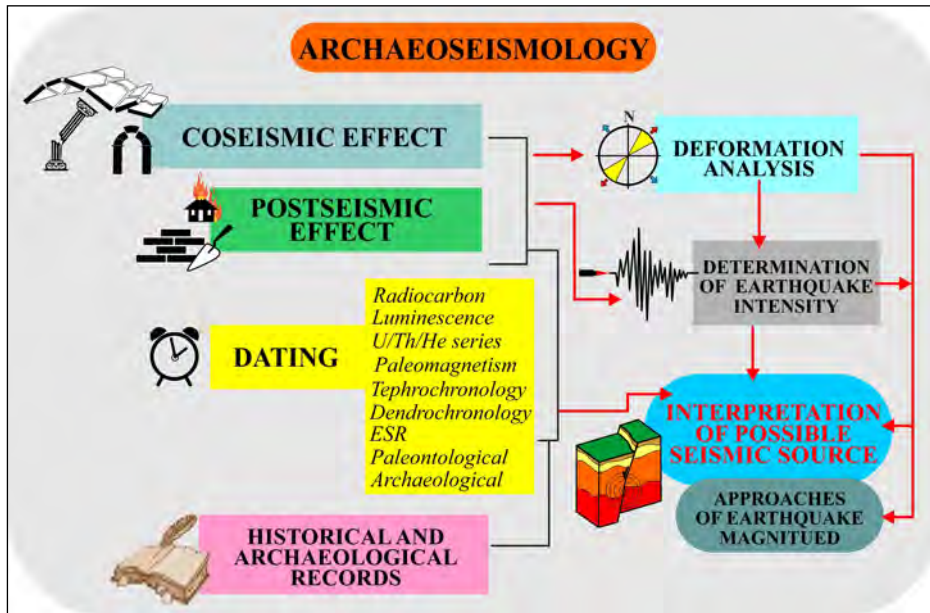 ARCHAEOSEISMOLOGY
COSEISMIC EFFECT
POSTSEISMIC
EFFECT
DATING
Radiocarbon
Luminescence
U/Th/He series
Paleomagnetism
Tephrochronology
Dendrochronology
ESR
Paleontological
Archaeological
HISTORICAL AND
ARCHAEOLOGICAL
RECORDS
N
DEFORMATION
ANALYSIS
DETERMINATION
OF EARTHQUAKE
INTENSITY
INTERPRETATION
OF POSSIBLE
SEISMIC SOURCE
APPROACHES
OF EARTHQUAKE
MAGNITUED